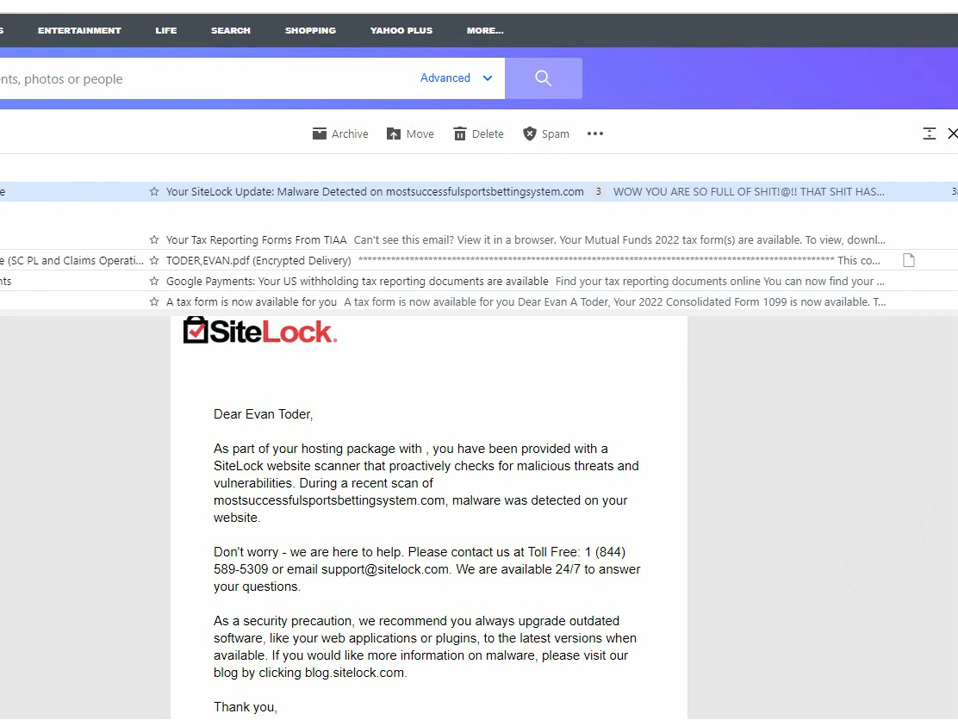 S ENTERTAINMENT LIFE SEARCH SHOPPING YAHOO PLUS MORE...
nts, photos or people Advanced
Archive Move Delete Spam •••
e Your SiteLock Update: Malware Detected on mostsuccessfulsportsbettingsystem.com 3 WOW YOU ARE SO FULL OF SHIT!@!! THAT SHIT HAS... 3
Your Tax Reporting Forms From TIAA Can't see this email? View it in a browser. Your Mutual Funds 2022 tax form(s) are available. To view, downl...
e (SC PL and Claims Operati... TODER,EVAN.pdf (Encrypted Delivery) ******************************************************************************************* This co...
nts Google Payments: Your US withholding tax reporting documents are available Find your tax reporting documents online You can now find your ...
A tax form is now available for you A tax form is now available for you Dear Evan A Toder, Your 2022 Consolidated Form 1099 is now available. T...
SiteLock.
Dear Evan Toder,
As part of your hosting package with , you have been provided with a
SiteLock website scanner that proactively checks for malicious threats and
vulnerabilities. During a recent scan of
mostsuccessfulsportsbettingsystem.com, malware was detected on your
website.
Don't worry - we are here to help. Please contact us at Toll Free: 1 (844)
589-5309 or email support@sitelock.com. We are available 24/7 to answer
your questions.
As a security precaution, we recommend you always upgrade outdated
software, like your web applications or plugins, to the latest versions when
available. If you would like more information on malware, please visit our
blog by clicking blog.sitelock.com.
Thank you,